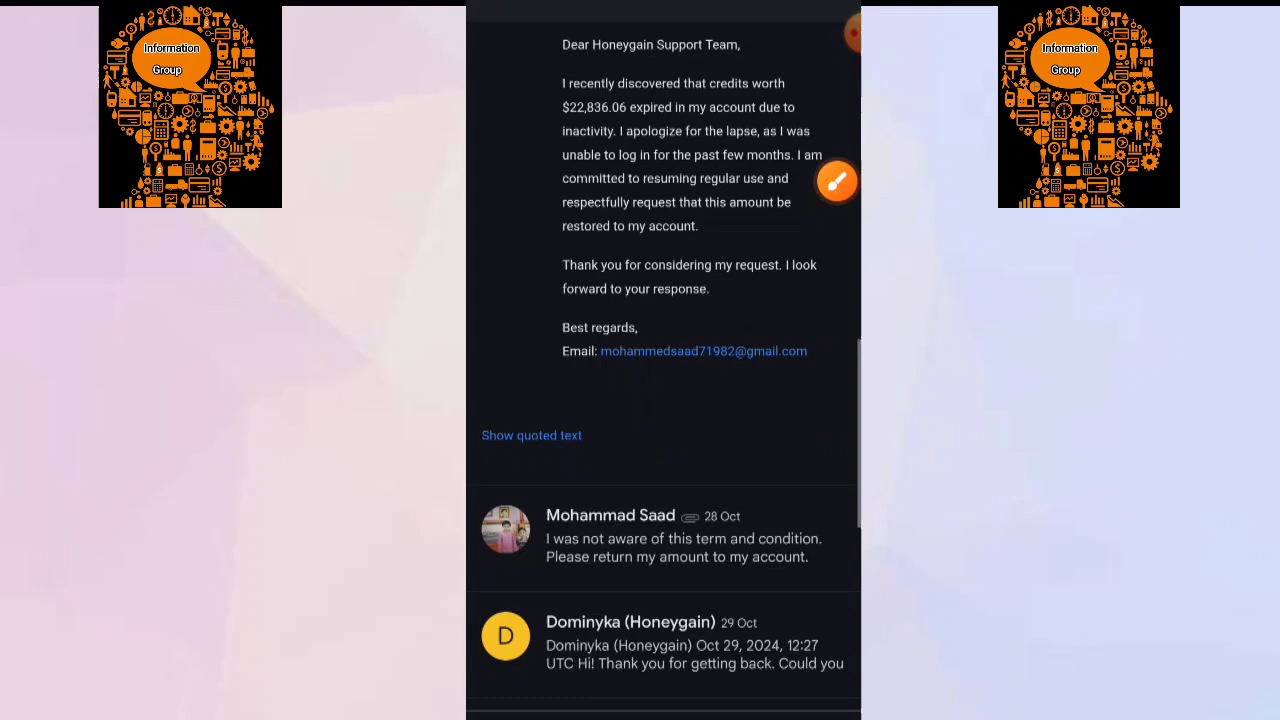 Information
Group
Information
Group
Dear Honeygain Support Team,
I recently discovered that credits worth
$22,836.06 expired in my account due to
inactivity. I apologize for the lapse, as I was
unable to log in for the past few months. I am
committed to resuming regular use and
respectfully request that this amount be
restored to my account.
Thank you for considering my request. I look
forward to your response.
Best regards,
Email: mohammedsaad71982@gmail.com
Show quoted text
Mohammad Saad 28 Oct
I was not aware of this term and condition.
Please return my amount to my account.
D
Dominyka (Honeygain) 29 Oct
Dominyka (Honeygain) Oct 29, 2024, 12:27
UTC Hi! Thank you for getting back. Could you